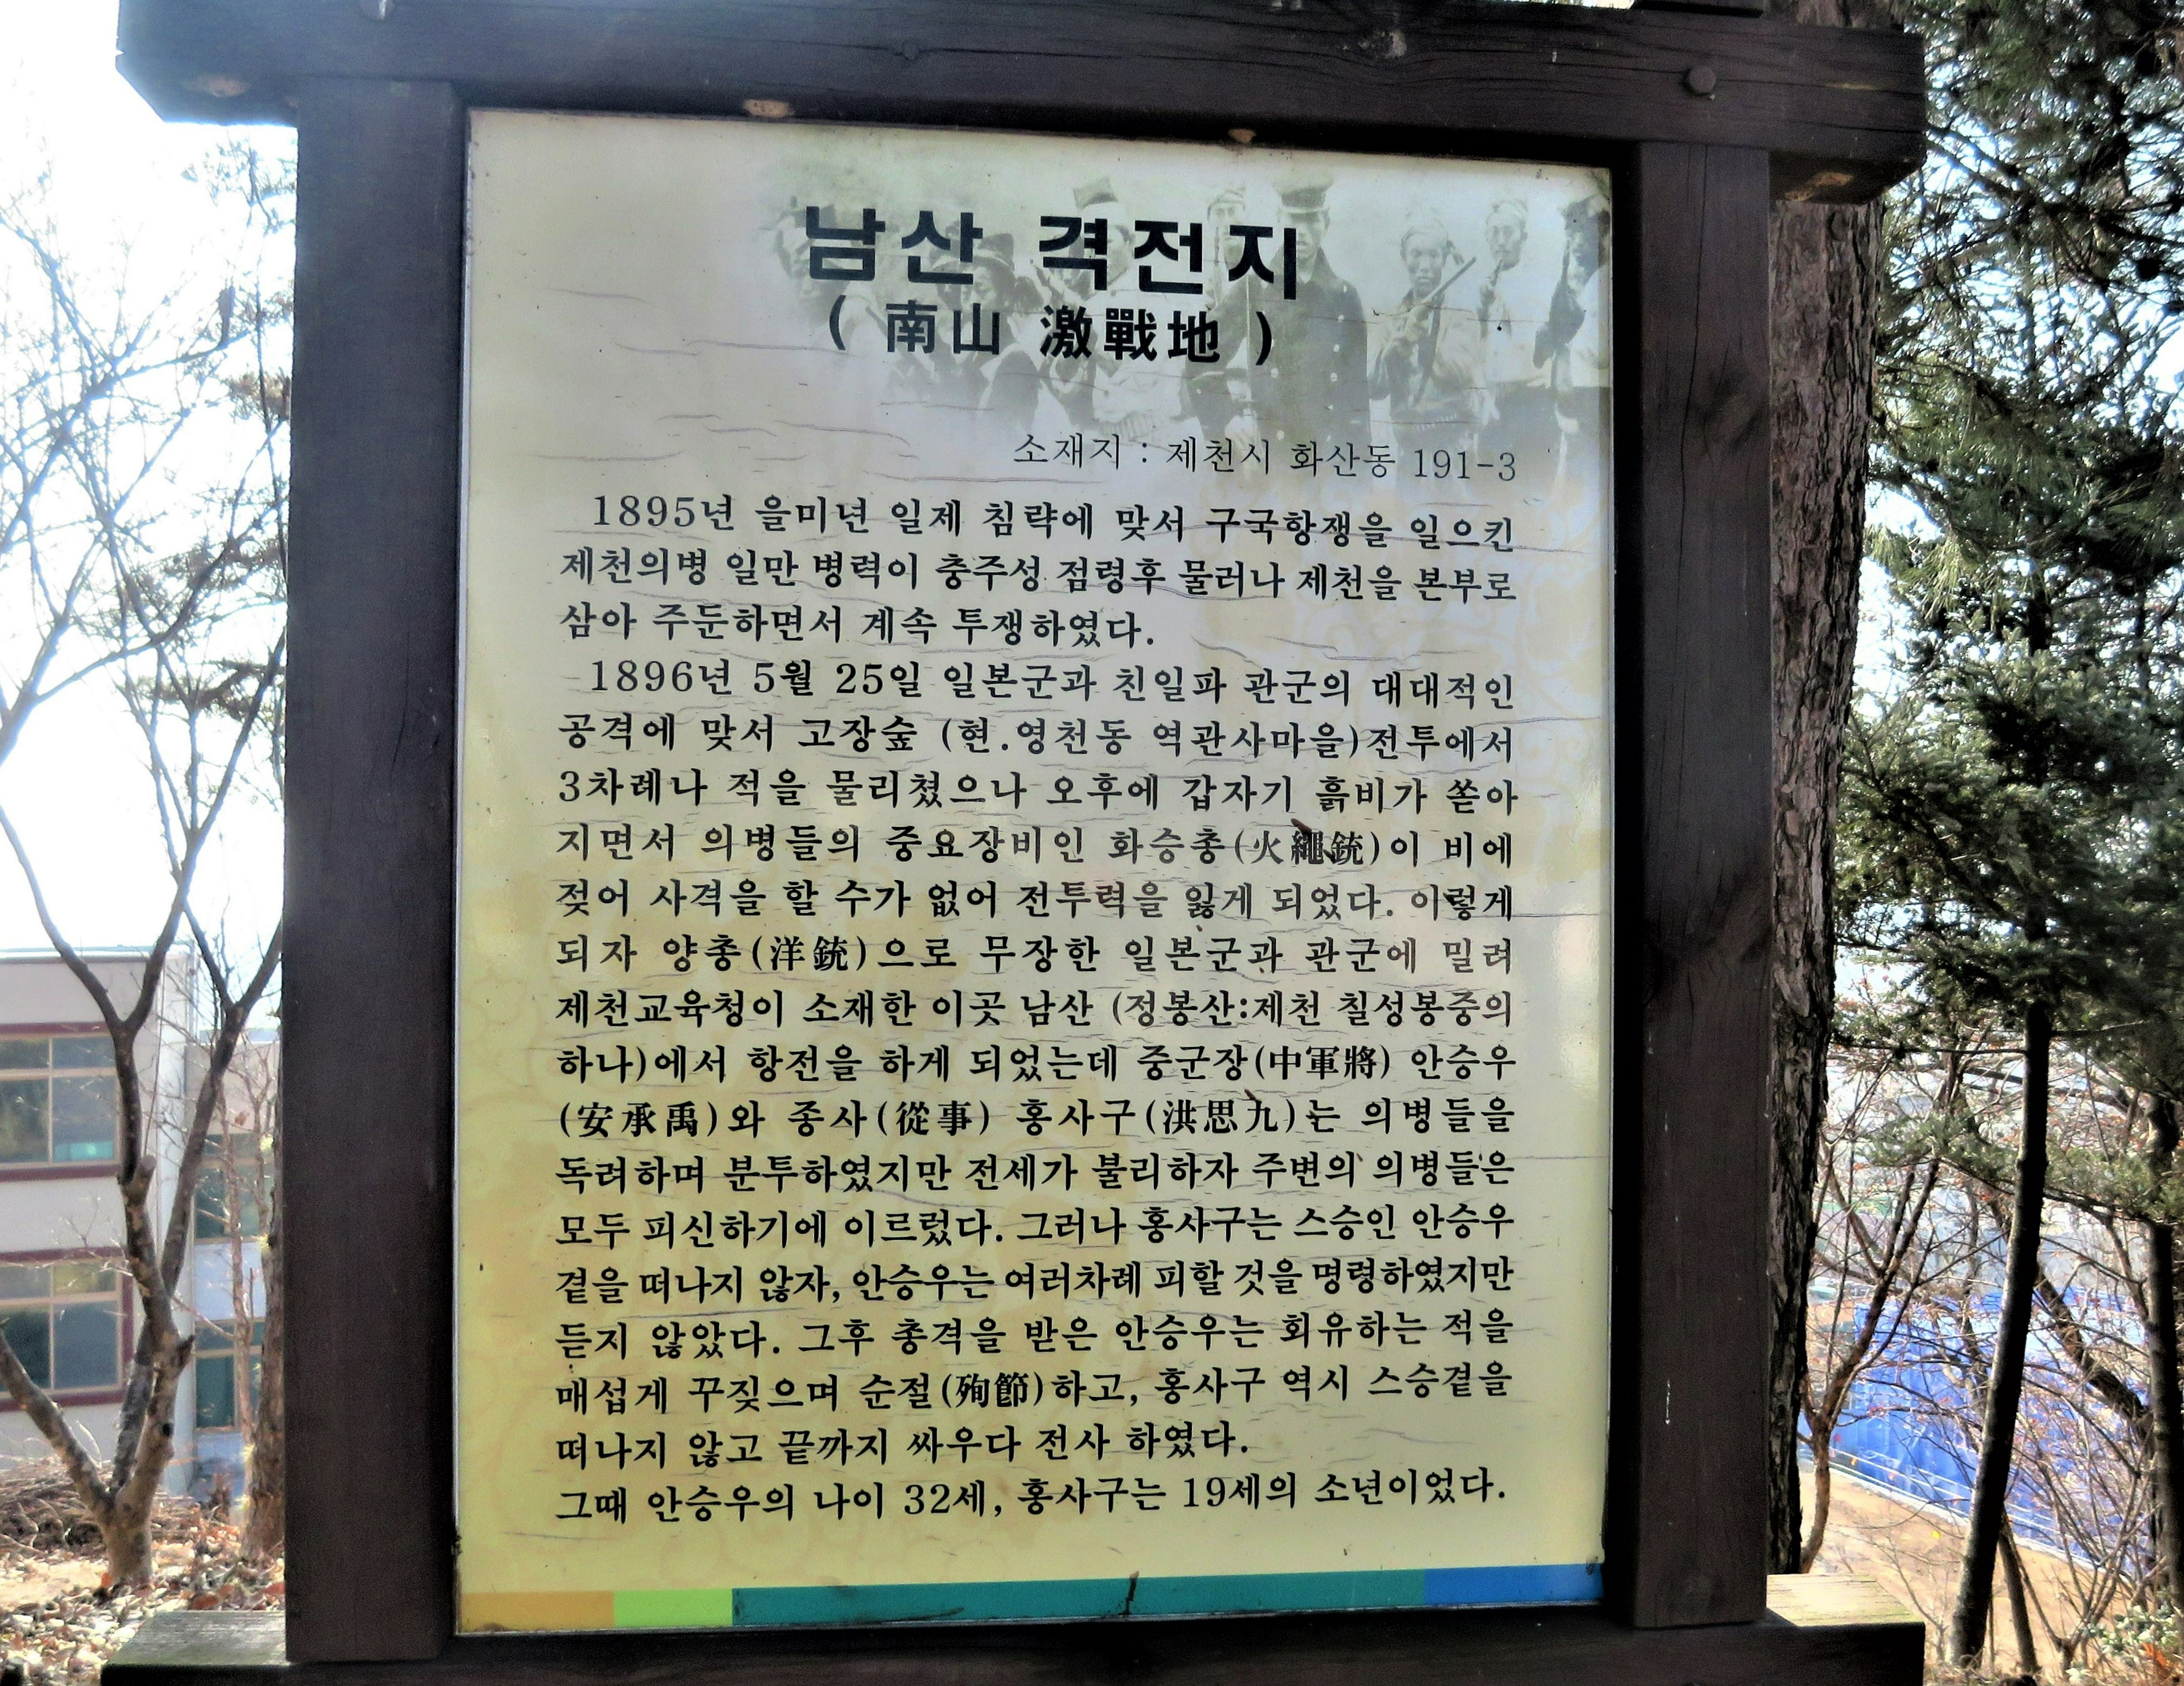 남산 격전지
( 南山 激戰地 )
소재지 : 제천시 화산동 191-3
1895년 을미년 일제 침략에 맞서 구국항쟁을 일으킨
제천의병 일만 병력이 충주성 점령후 물러나 제천을 본부로
삼아 주둔하면서 계속 투쟁하였다.
1896년 5월 25일 일본군과 친일파 관군의 대대적인
공격에 맞서 고장숲 (현.영천동 역관사마을)전투에서
3차례나 적을 물리쳤으나 오후에 갑자기 흙비가 쏟아
지면서 의병들의 중요장비인 화승총(火繩銃)이 비에
젖어 사격을 할 수가 없어 전투력을 잃게 되었다. 이렇게
되자 양총(洋銃)으로 무장한 일본군과 관군에 밀려
제천교육청이 소재한 이곳 남산 (정봉산:제천 칠성봉중의
하나)에서 항전을 하게 되었는데 중군장(中軍將) 안승우
(安承禹)와 종사(從事) 홍사구(洪思九)는 의병들을
독려하며 분투하였지만 전세가 불리하자 주변의 의병들은
모두 피신하기에 이르렀다. 그러나 홍사구는 스승인 안승우
곁을 떠나지 않자, 안승우는 여러차례 피할 것을 명령하였지만
듣지 않았다. 그후 총격을 받은 안승우는 회유하는 적을
매섭게 꾸짖으며 순절(殉節)하고, 홍사구 역시 스승곁을
떠나지 않고 끝까지 싸우다 전사 하였다.
그때 안승우의 나이 32세, 홍사구는 19세의 소년이었다.